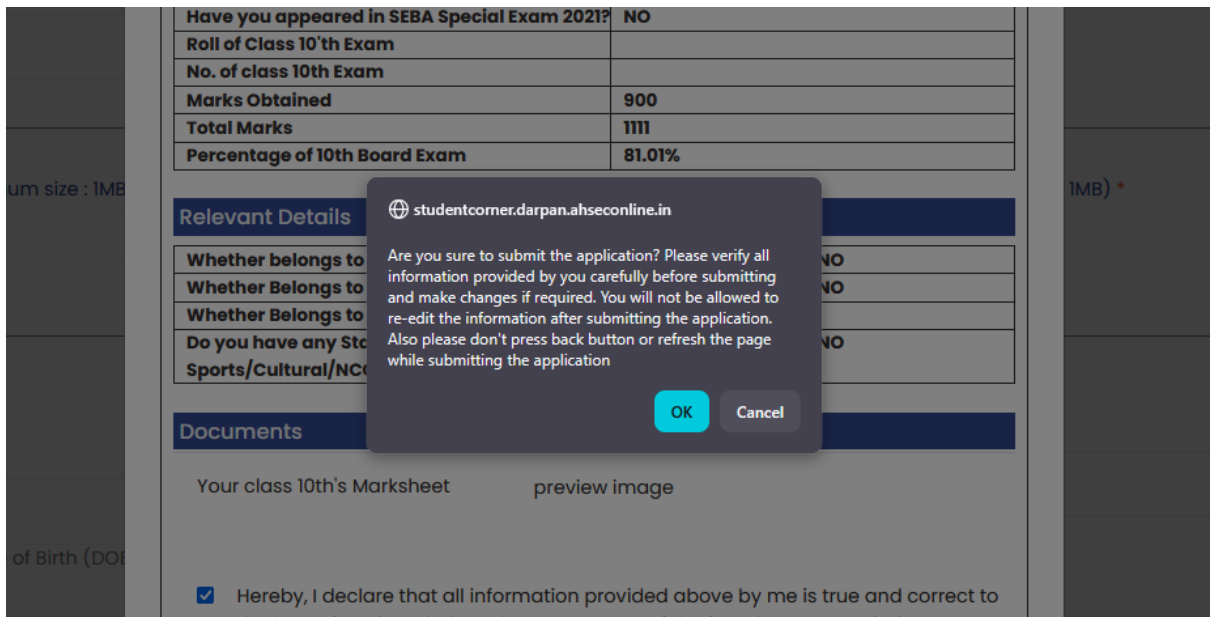 Have you appeared in SEBA Special Exam 2021? NO
Roll of Class 10'th Exam
No. of class 10th Exam
Marks Obtained 900
Total Marks 1111
Percentage of 10th Board Exam 81.01%
um size : 1MB
1MB) *
Relevant Details
Whether belongs to
NO
Whether Belongs to
NO
Whether Belongs to
Do you have any
NO
Sports/Cultural/
studentcorner.darpan.ahseconline.in
Are you sure to submit the application? Please verify all
information provided by you carefully before submitting
and make changes if required. You will not be allowed to
re-edit the information after submitting the application.
Also please don't press back button or refresh the page
while submitting the application
OK Cancel
Documents
Your class 10th's Marksheet preview image
of Birth (DOB
Hereby, I declare that all information provided above by me is true and correct to